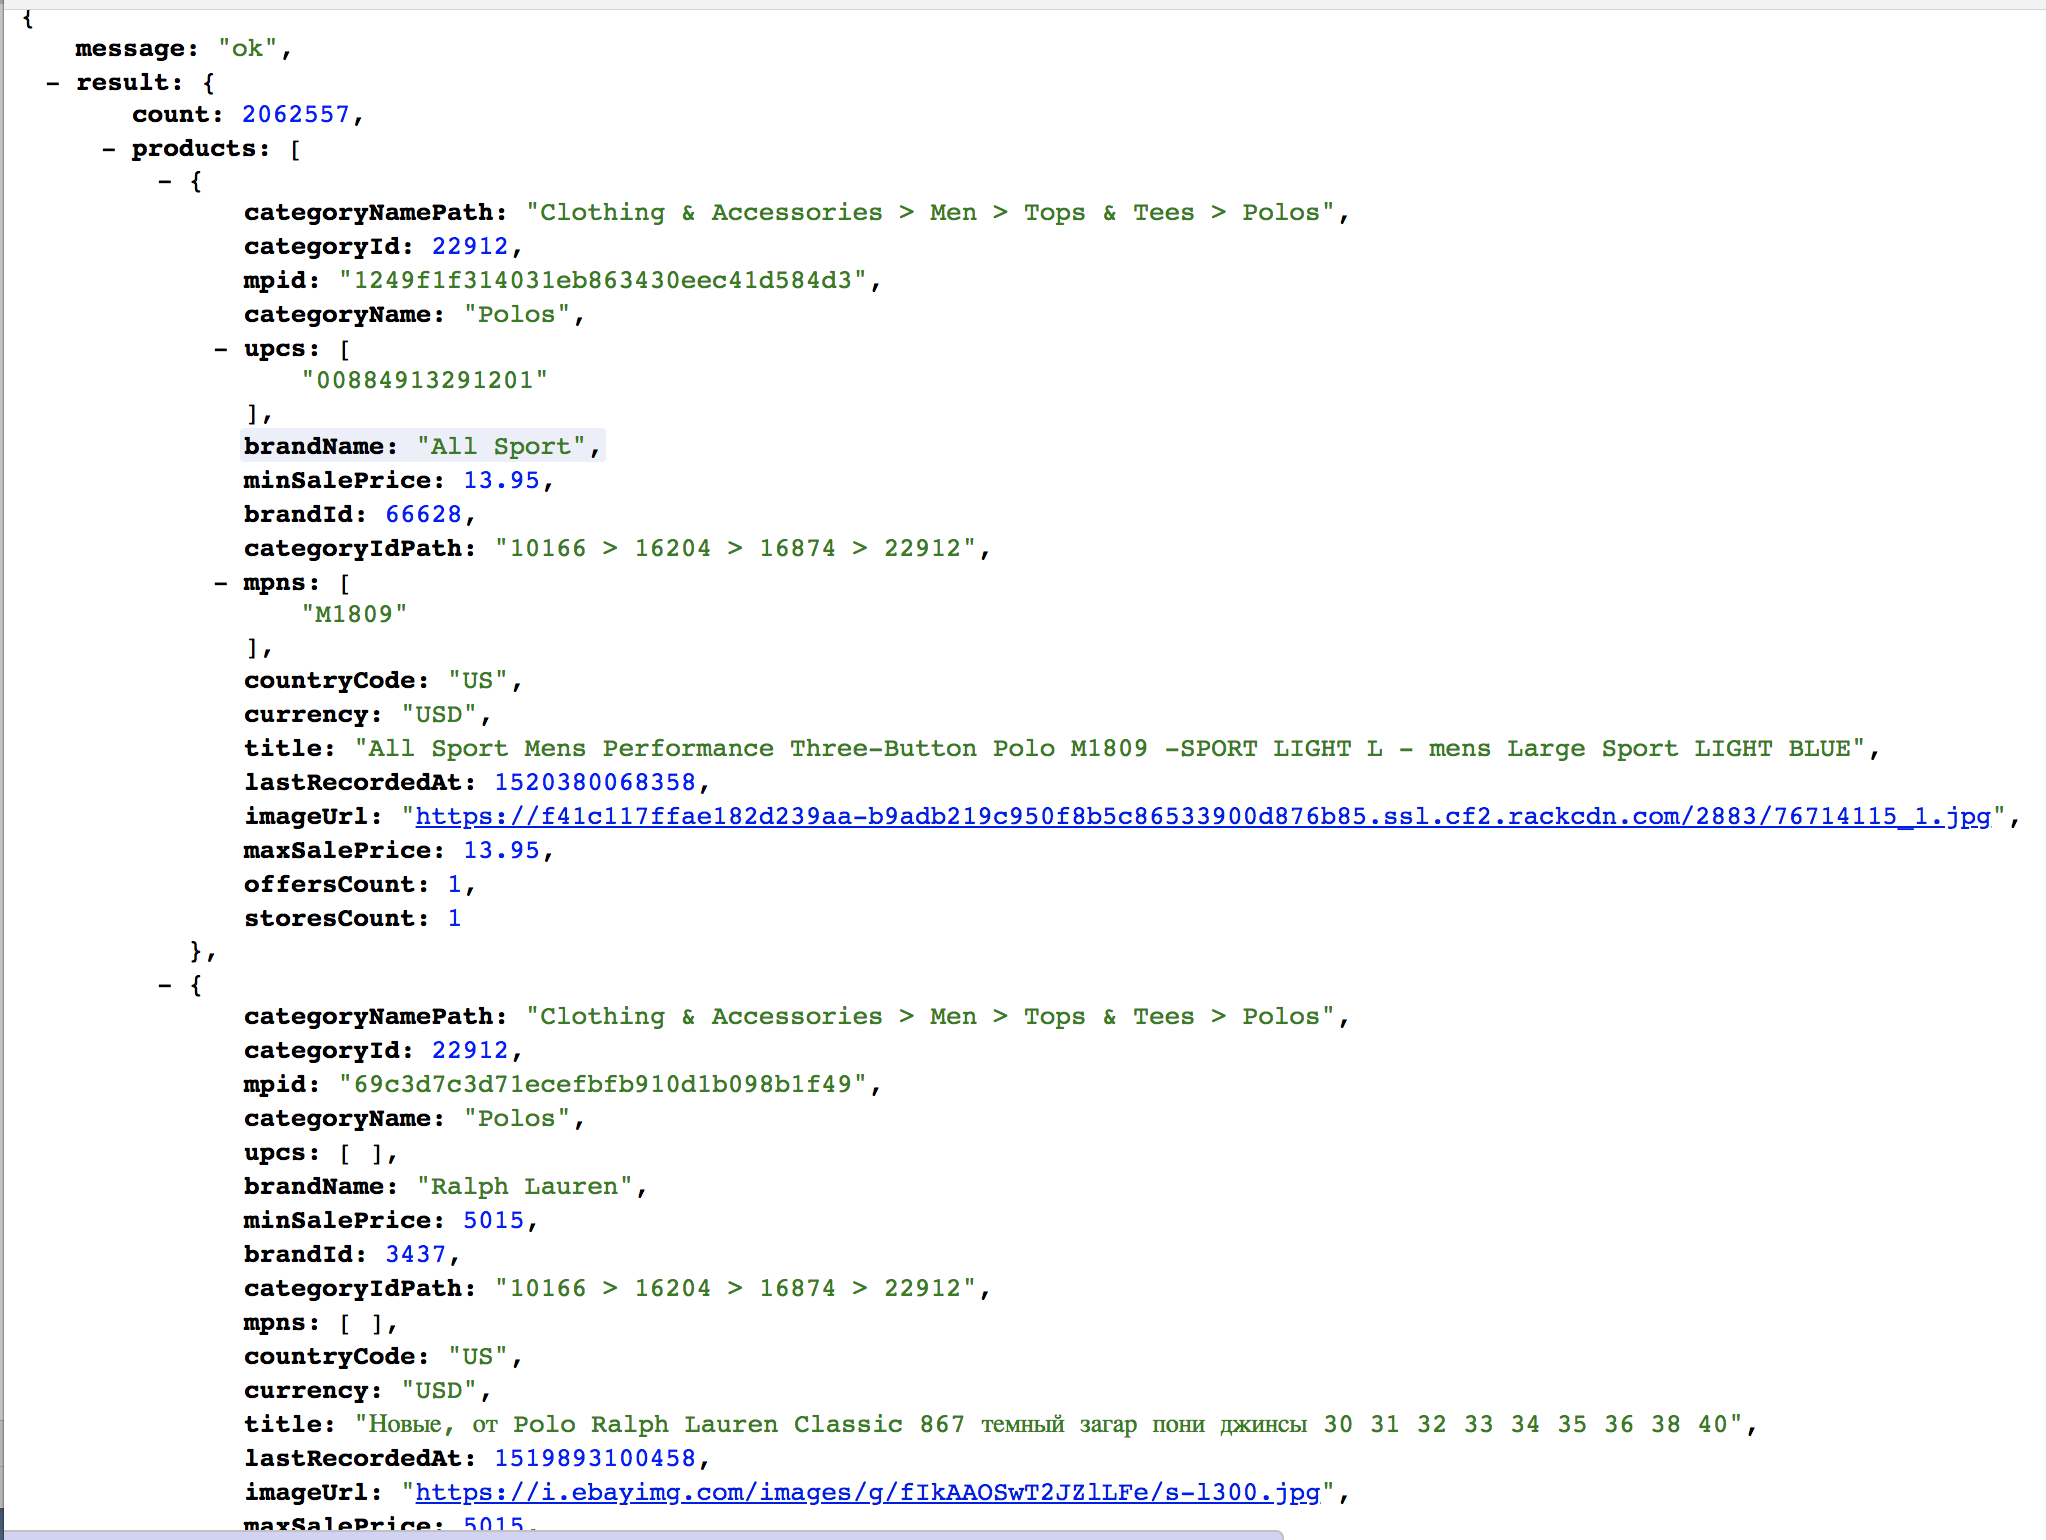 {
message: "ok",
- result: {
count: 2062557,
- products: [
- {
categoryNamePath: "Clothing & Accessories > Men > Tops & Tees > Polos",
categoryId: 22912,
mpid: "1249f1f314031eb863430eec41d584d3",
categoryName: "Polos",
- upcs: [
"00884913291201"
],
brandName: "All Sport",
minSalePrice: 13.95,
brandId: 66628,
categoryIdPath: "10166 > 16204 > 16874 > 22912",
- mpns: [
"M1809"
],
countryCode: "US",
currency: "USD",
title: "All Sport Mens Performance Three-Button Polo M1809 -SPORT LIGHT L - mens Large Sport LIGHT BLUE",
lastRecordedAt: 1520380068358,
imageUrl: "https://f41c117ffae182d239aa-b9adb219c950f8b5c86533900d876b85.ssl.cf2.rackcdn.com/2883/76714115_1.jpg",
maxSalePrice: 13.95,
offersCount: 1,
storesCount: 1
},
- {
categoryNamePath: "Clothing & Accessories > Men > Tops & Tees > Polos",
categoryId: 22912,
mpid: "69c3d7c3d71ecefbfb910d1b098b1f49",
categoryName: "Polos",
upcs: [ ],
brandName: "Ralph Lauren",
minSalePrice: 5015,
brandId: 3437,
categoryIdPath: "10166 > 16204 > 16874 > 22912",
mpns: [ ],
countryCode: "US",
currency: "USD",
title: "Новые, от Polo Ralph Lauren Classic 867 темный загар пони джинсы 30 31 32 33 34 35 36 38 40",
lastRecordedAt: 1519893100458,
imageUrl: "https://i.ebayimg.com/images/g/fIkAAOSwT2JZlLFe/s-l300.jpg",
maxSalePrice: 5015,